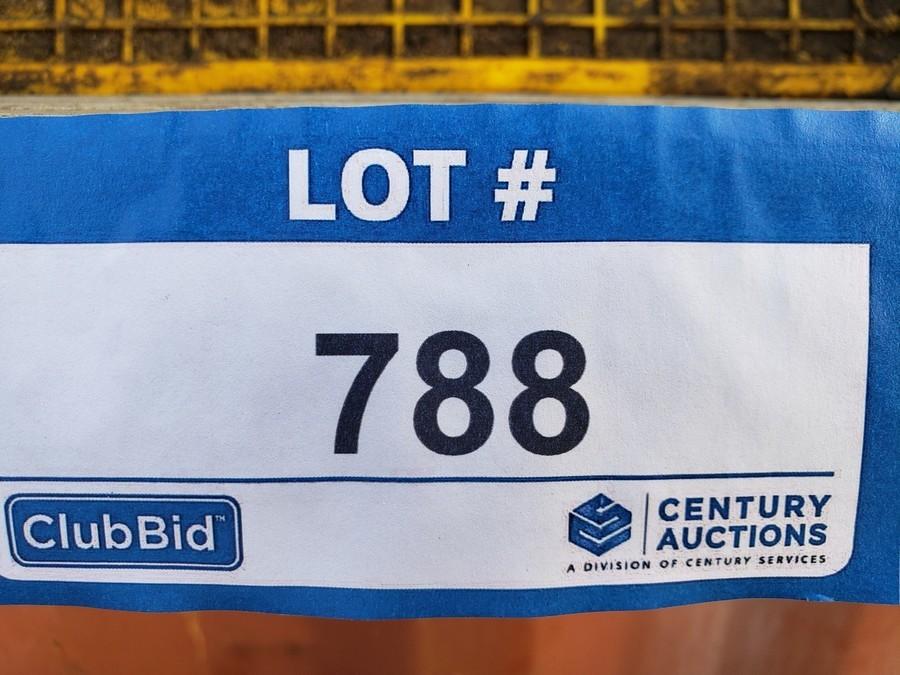 LOT #
788
ClubBid™
CENTURY
AUCTIONS
A DIVISION OF CENTURY SERVICES